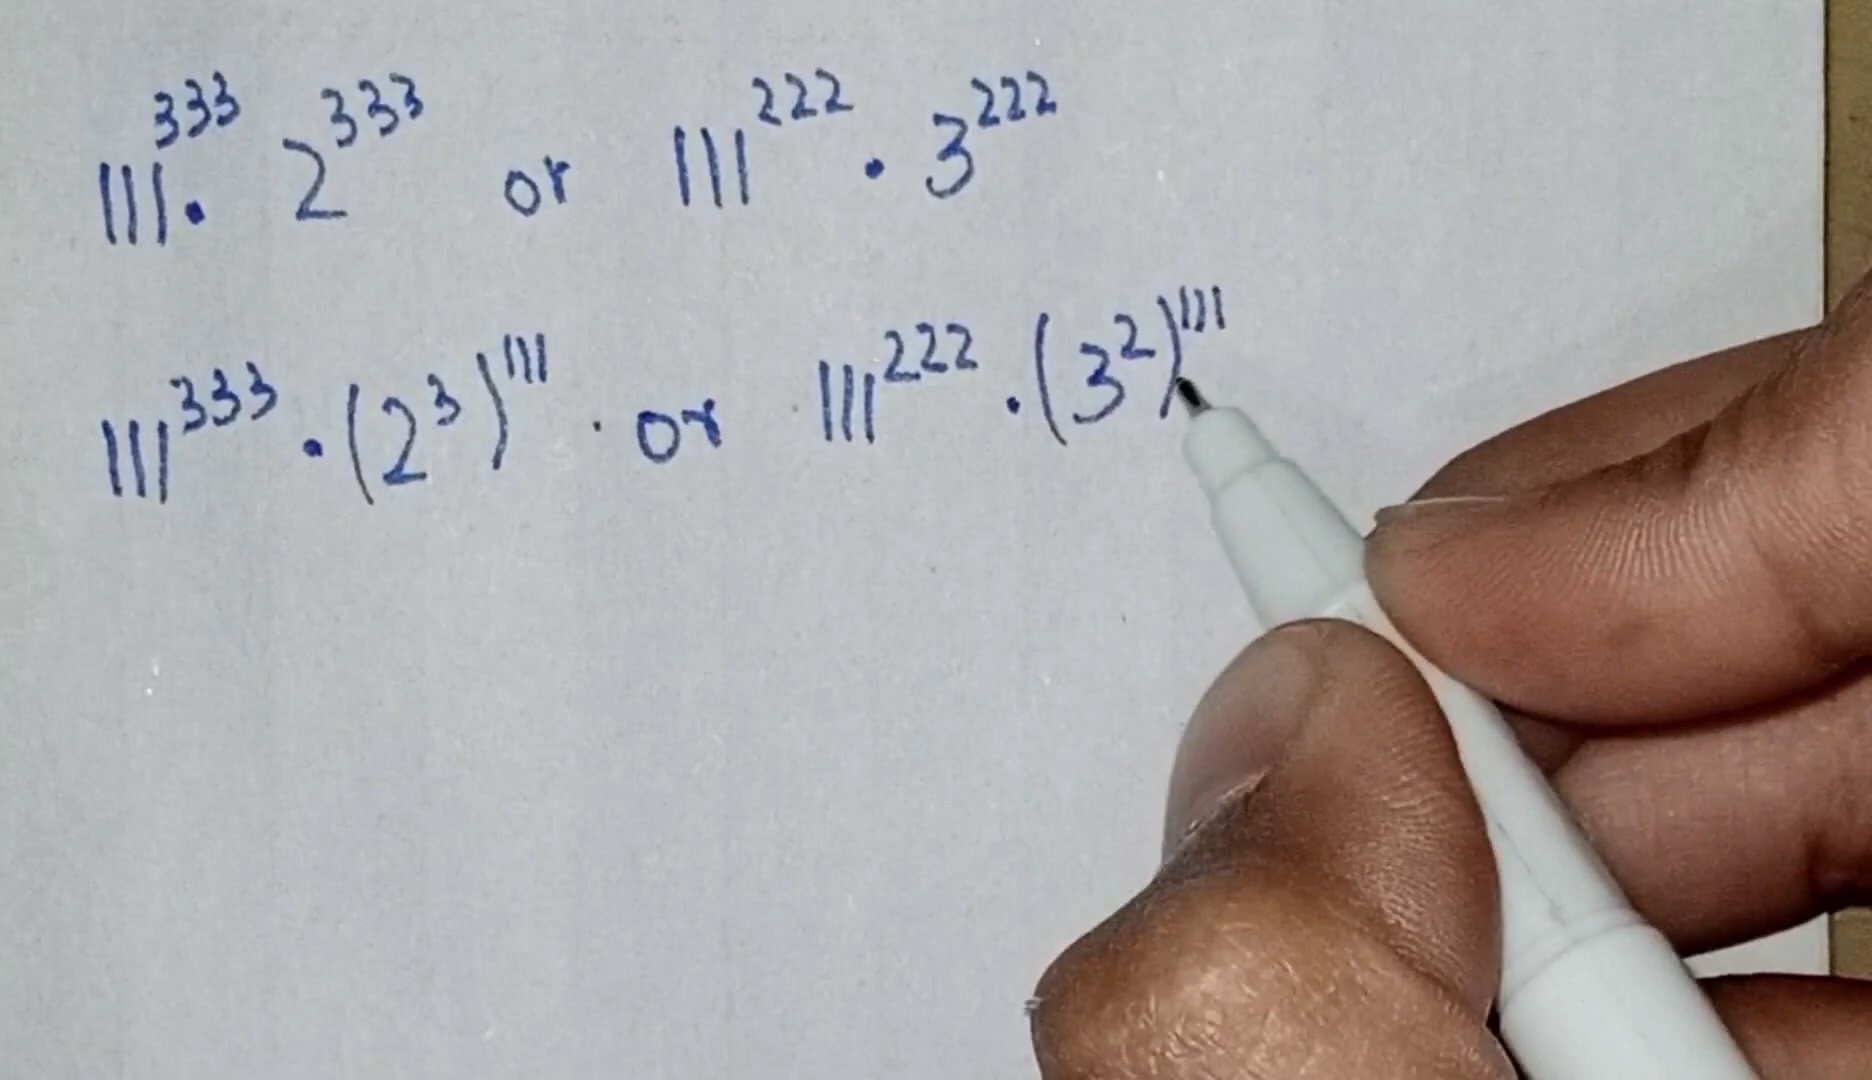 111^333 · 2^333 or 111^222 · 3^222
111^333 · (2^3)^111 · or 111^222 · (3^2)^111